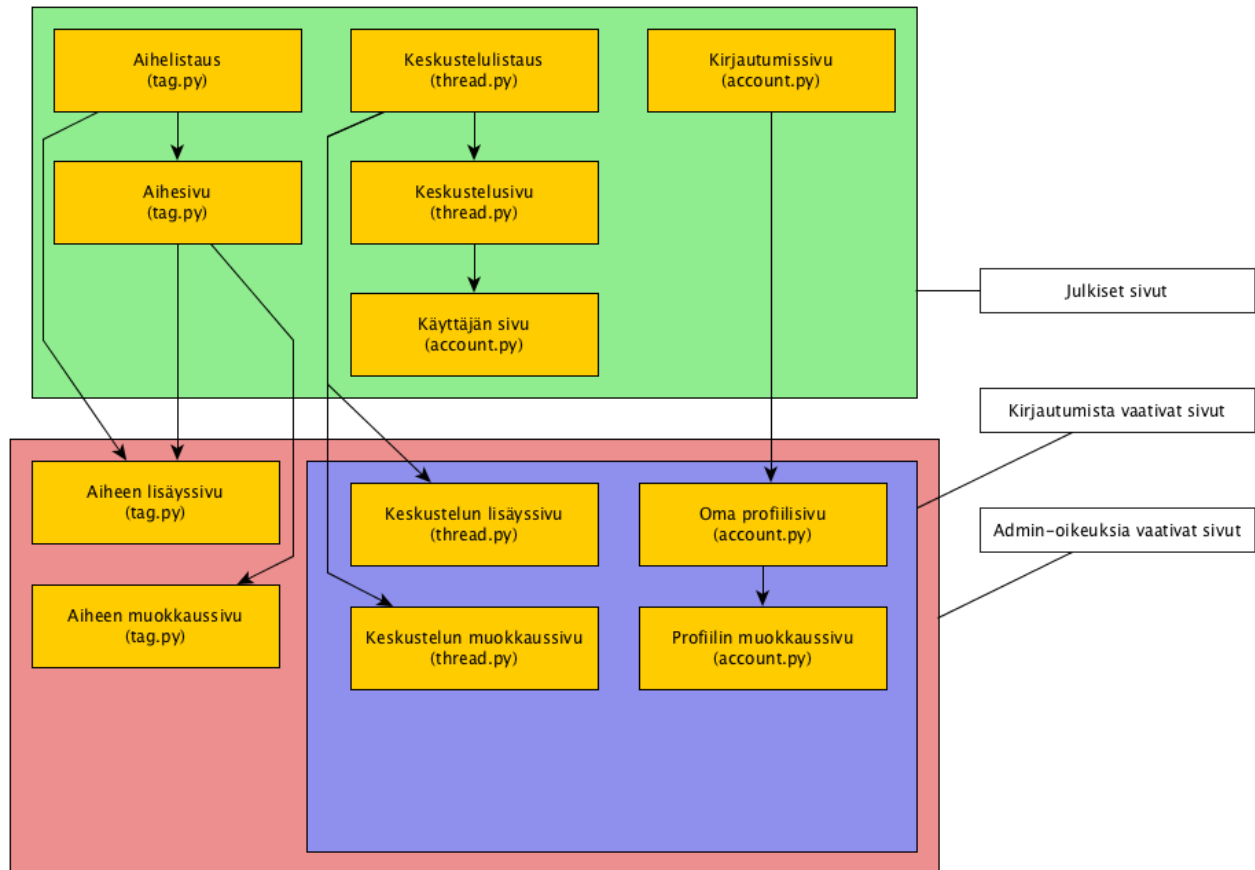 Aihelistaus
(tag.py)
Keskustelulistaus
(thread.py)
Kirjautumissivu
(account.py)
Aihesivu
(tag.py)
Keskustelusivu
(thread.py)
Käyttäjän sivu
(account.py)
Julkiset sivut
Kirjautumista vaativat sivut
Admin-oikeuksia vaativat sivut
Aiheen lisäyssivu
(tag.py)
Keskustelun lisäyssivu
(thread.py)
Oma profiilisivu
(account.py)
Aiheen muokkaussivu
(tag.py)
Keskustelun muokkaussivu
(thread.py)
Profiilin muokkaussivu
(account.py)